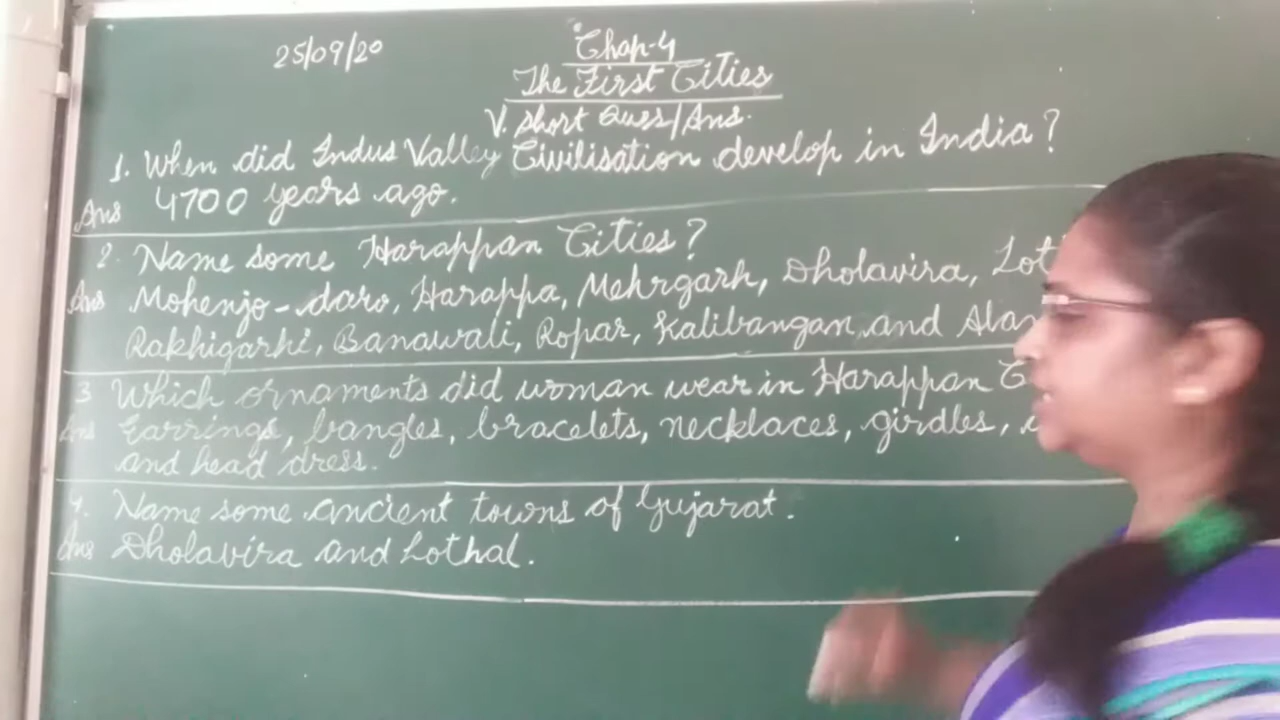 25/09/20
Chap-4
The First Cities
V. Short Ques/Ans.
1. When did Indus Valley Civilisation develop in India?
Ans 4700 years ago.
2. Name some Harappan Cities?
Ans Mohenjo-daro, Harappa, Mehrgarh, Dholavira, Lot
Rakhigarhi, Banawali, Ropar, Kalibangan, and Alam
3 Which ornaments did woman wear in Harappan C
Ans Earrings, bangles, bracelets, necklaces, girdles,
and head dress.
4. Name some ancient towns of Gujarat.
Ans Dholavira and Lothal.